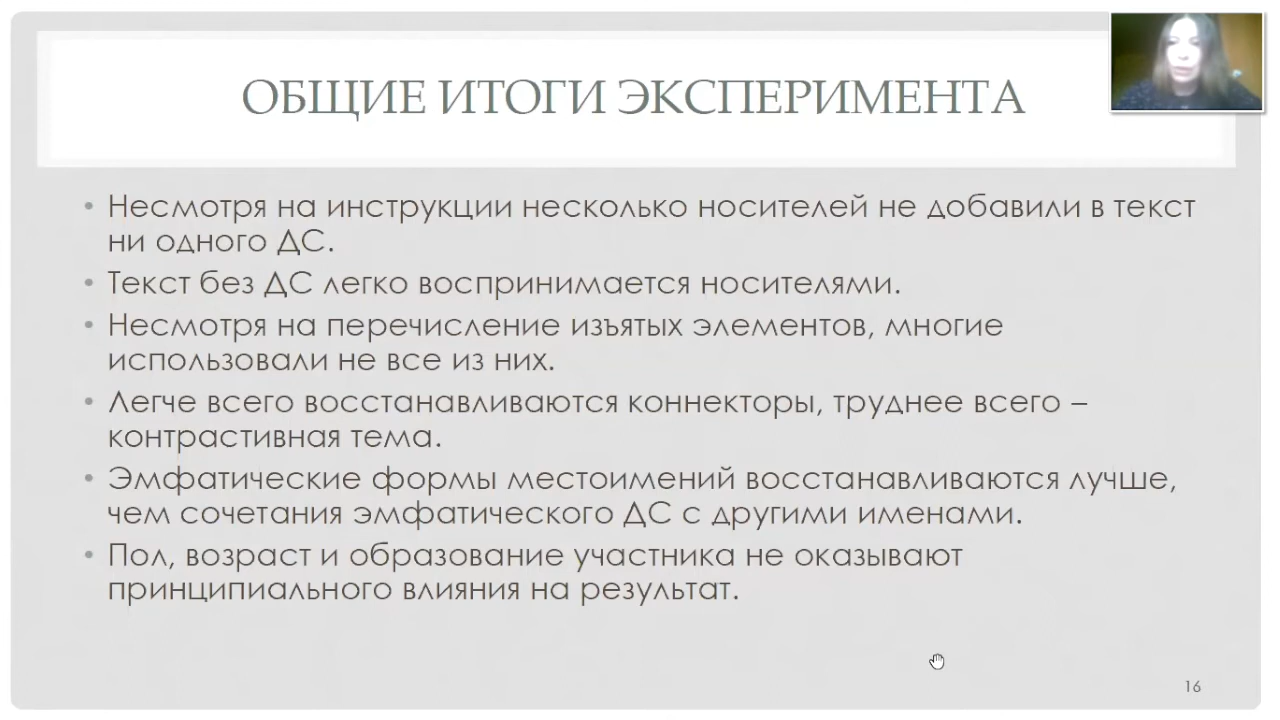 ОБЩИЕ ИТОГИ ЭКСПЕРИМЕНТА
• Несмотря на инструкции несколько носителей не добавили в текст
ни одного ДС.
• Текст без ДС легко воспринимается носителями.
• Несмотря на перечисление изъятых элементов, многие
использовали не все из них.
• Легче всего восстанавливаются коннекторы, труднее всего –
контрастивная тема.
• Эмфатические формы местоимений восстанавливаются лучше,
чем сочетания эмфатического ДС с другими именами.
• Пол, возраст и образование участника не оказывают
принципиального влияния на результат.
16